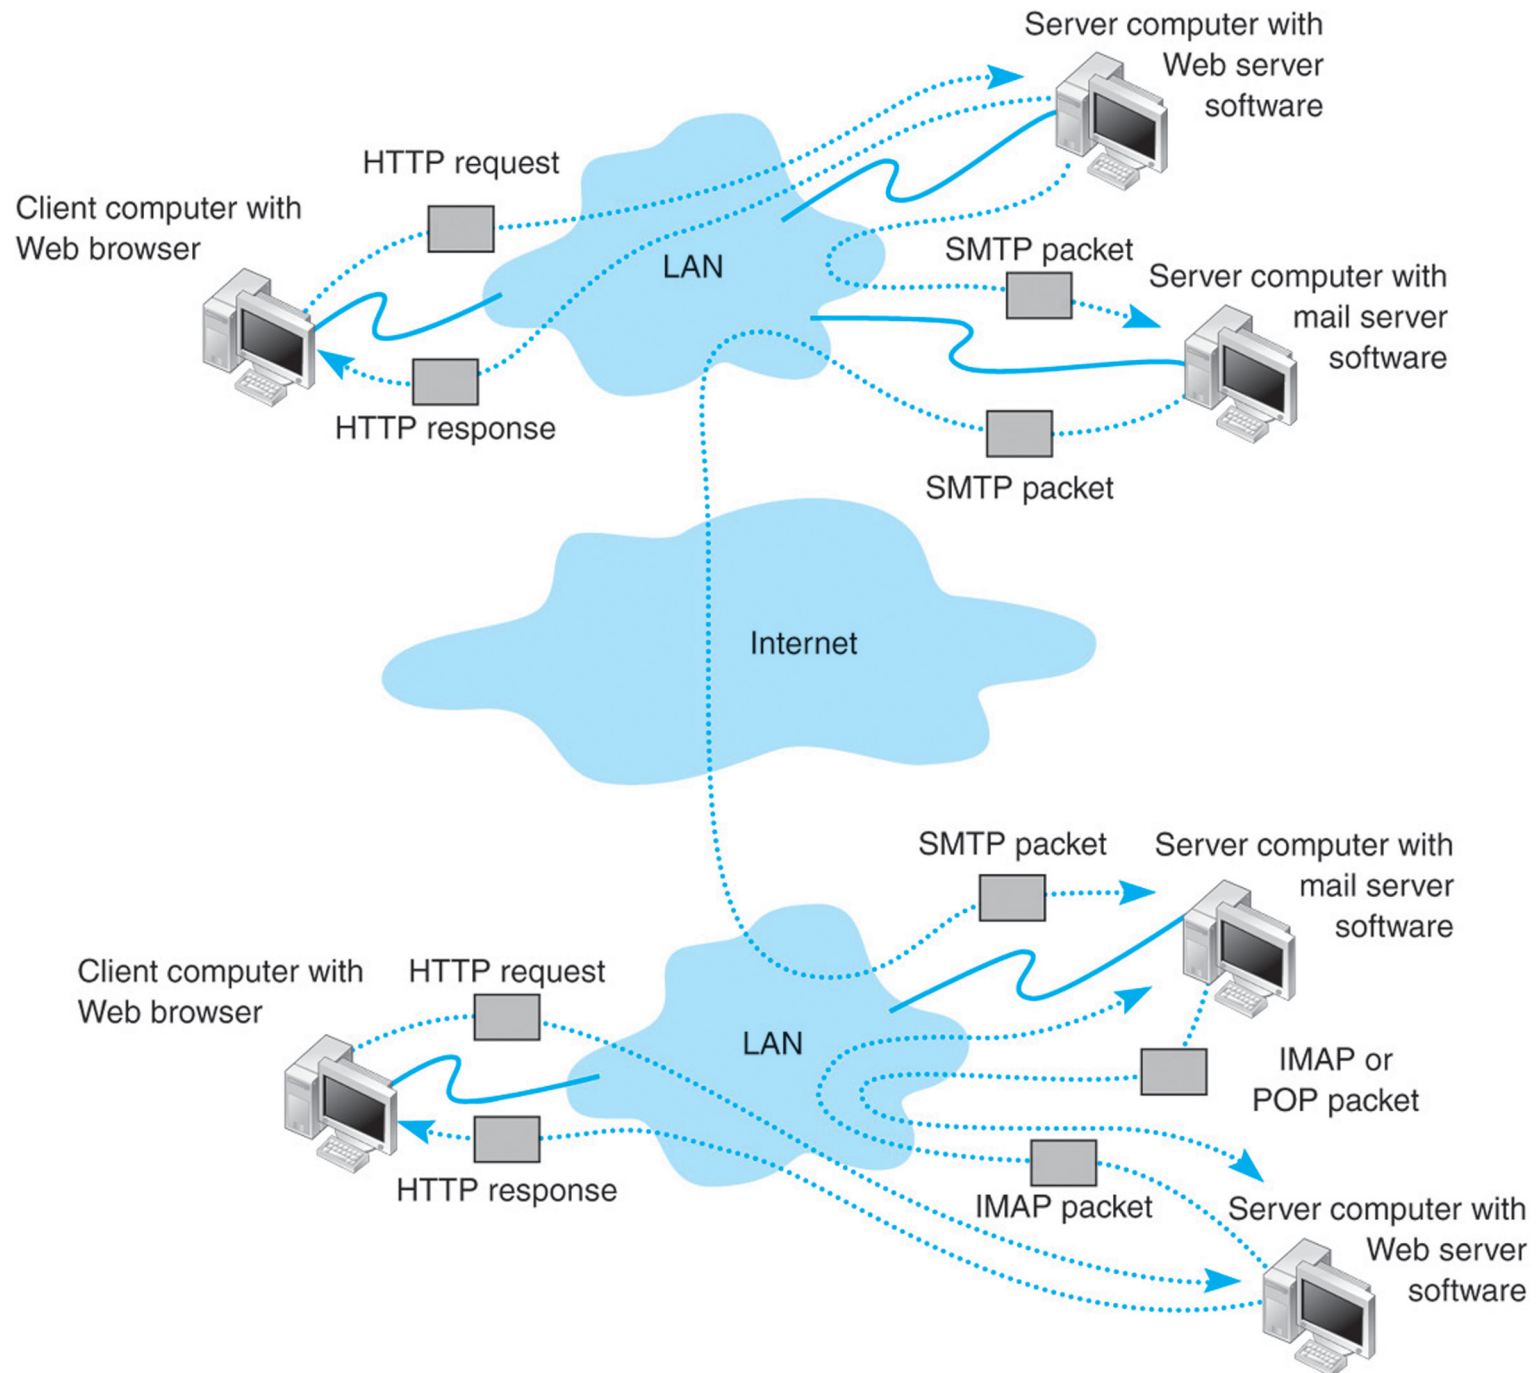 Server computer with
Web server
software
HTTP request
Client computer with
Web browser
LAN
SMTP packet
Server computer with
mail server
software
HTTP response
SMTP packet
Internet
SMTP packet
Server computer with
mail server
software
Client computer with
Web browser
HTTP request
LAN
IMAP or
POP packet
HTTP response
IMAP packet
Server computer with
Web server
software